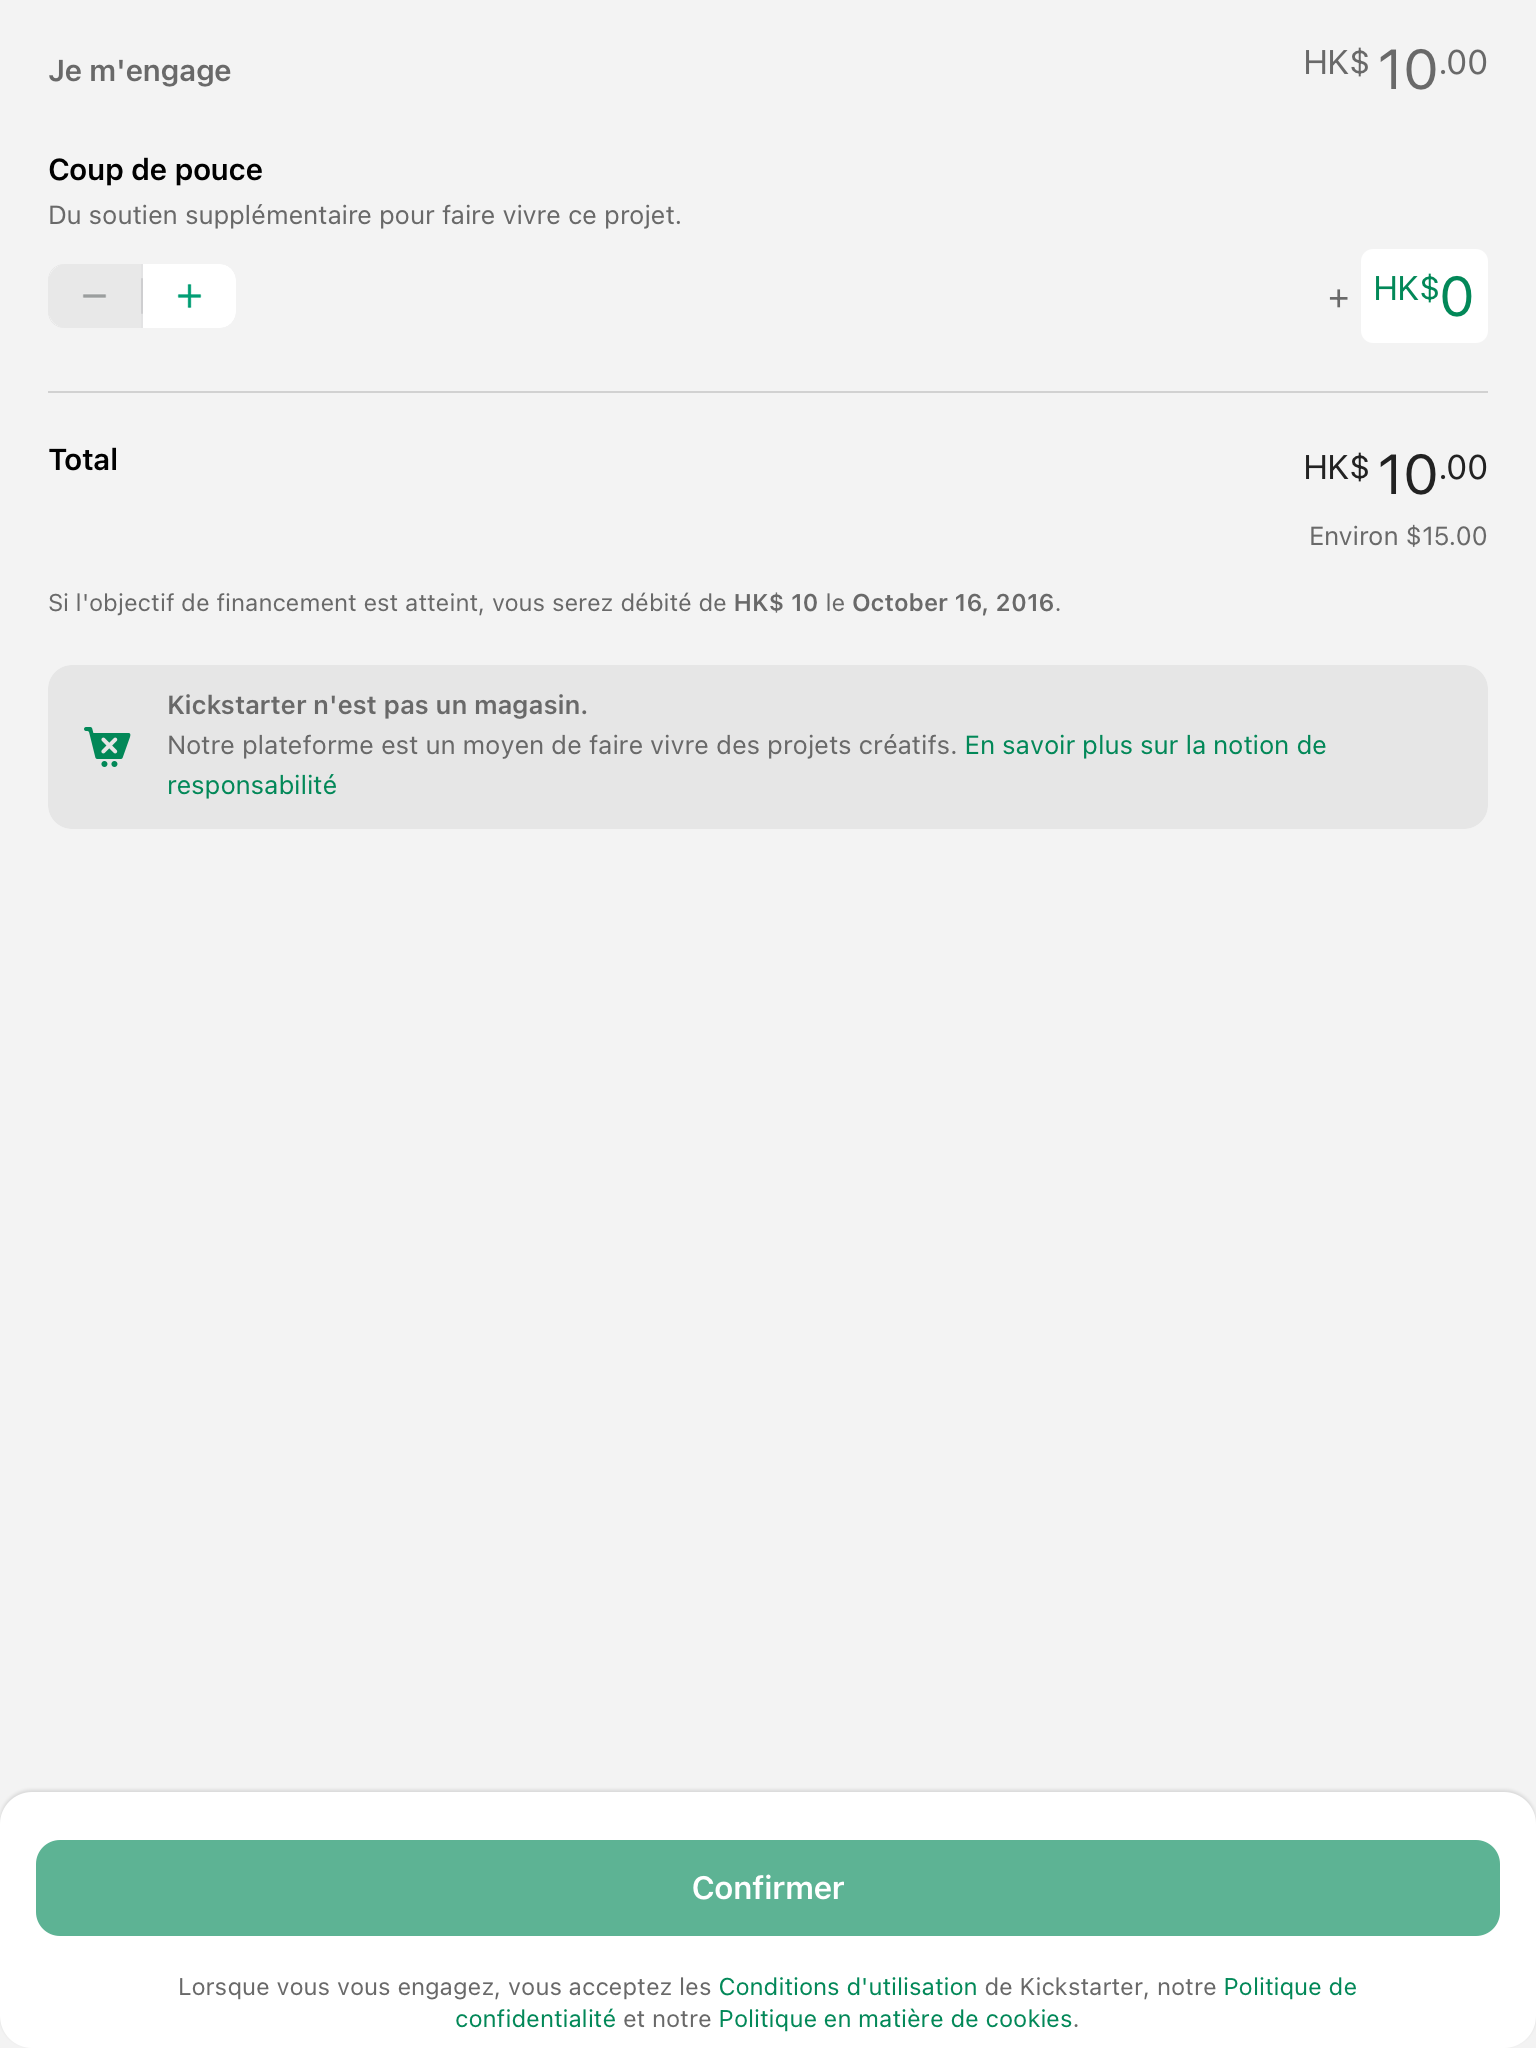 Je m'engage
HK$ 10.00
Coup de pouce
Du soutien supplémentaire pour faire vivre ce projet.
− +
+ HK$0
Total
HK$ 10.00
Environ $15.00
Si l'objectif de financement est atteint, vous serez débité de HK$ 10 le October 16, 2016.
Kickstarter n'est pas un magasin.
Notre plateforme est un moyen de faire vivre des projets créatifs. En savoir plus sur la notion de
responsabilité
Confirmer
Lorsque vous vous engagez, vous acceptez les Conditions d'utilisation de Kickstarter, notre Politique de
confidentialité et notre Politique en matière de cookies.